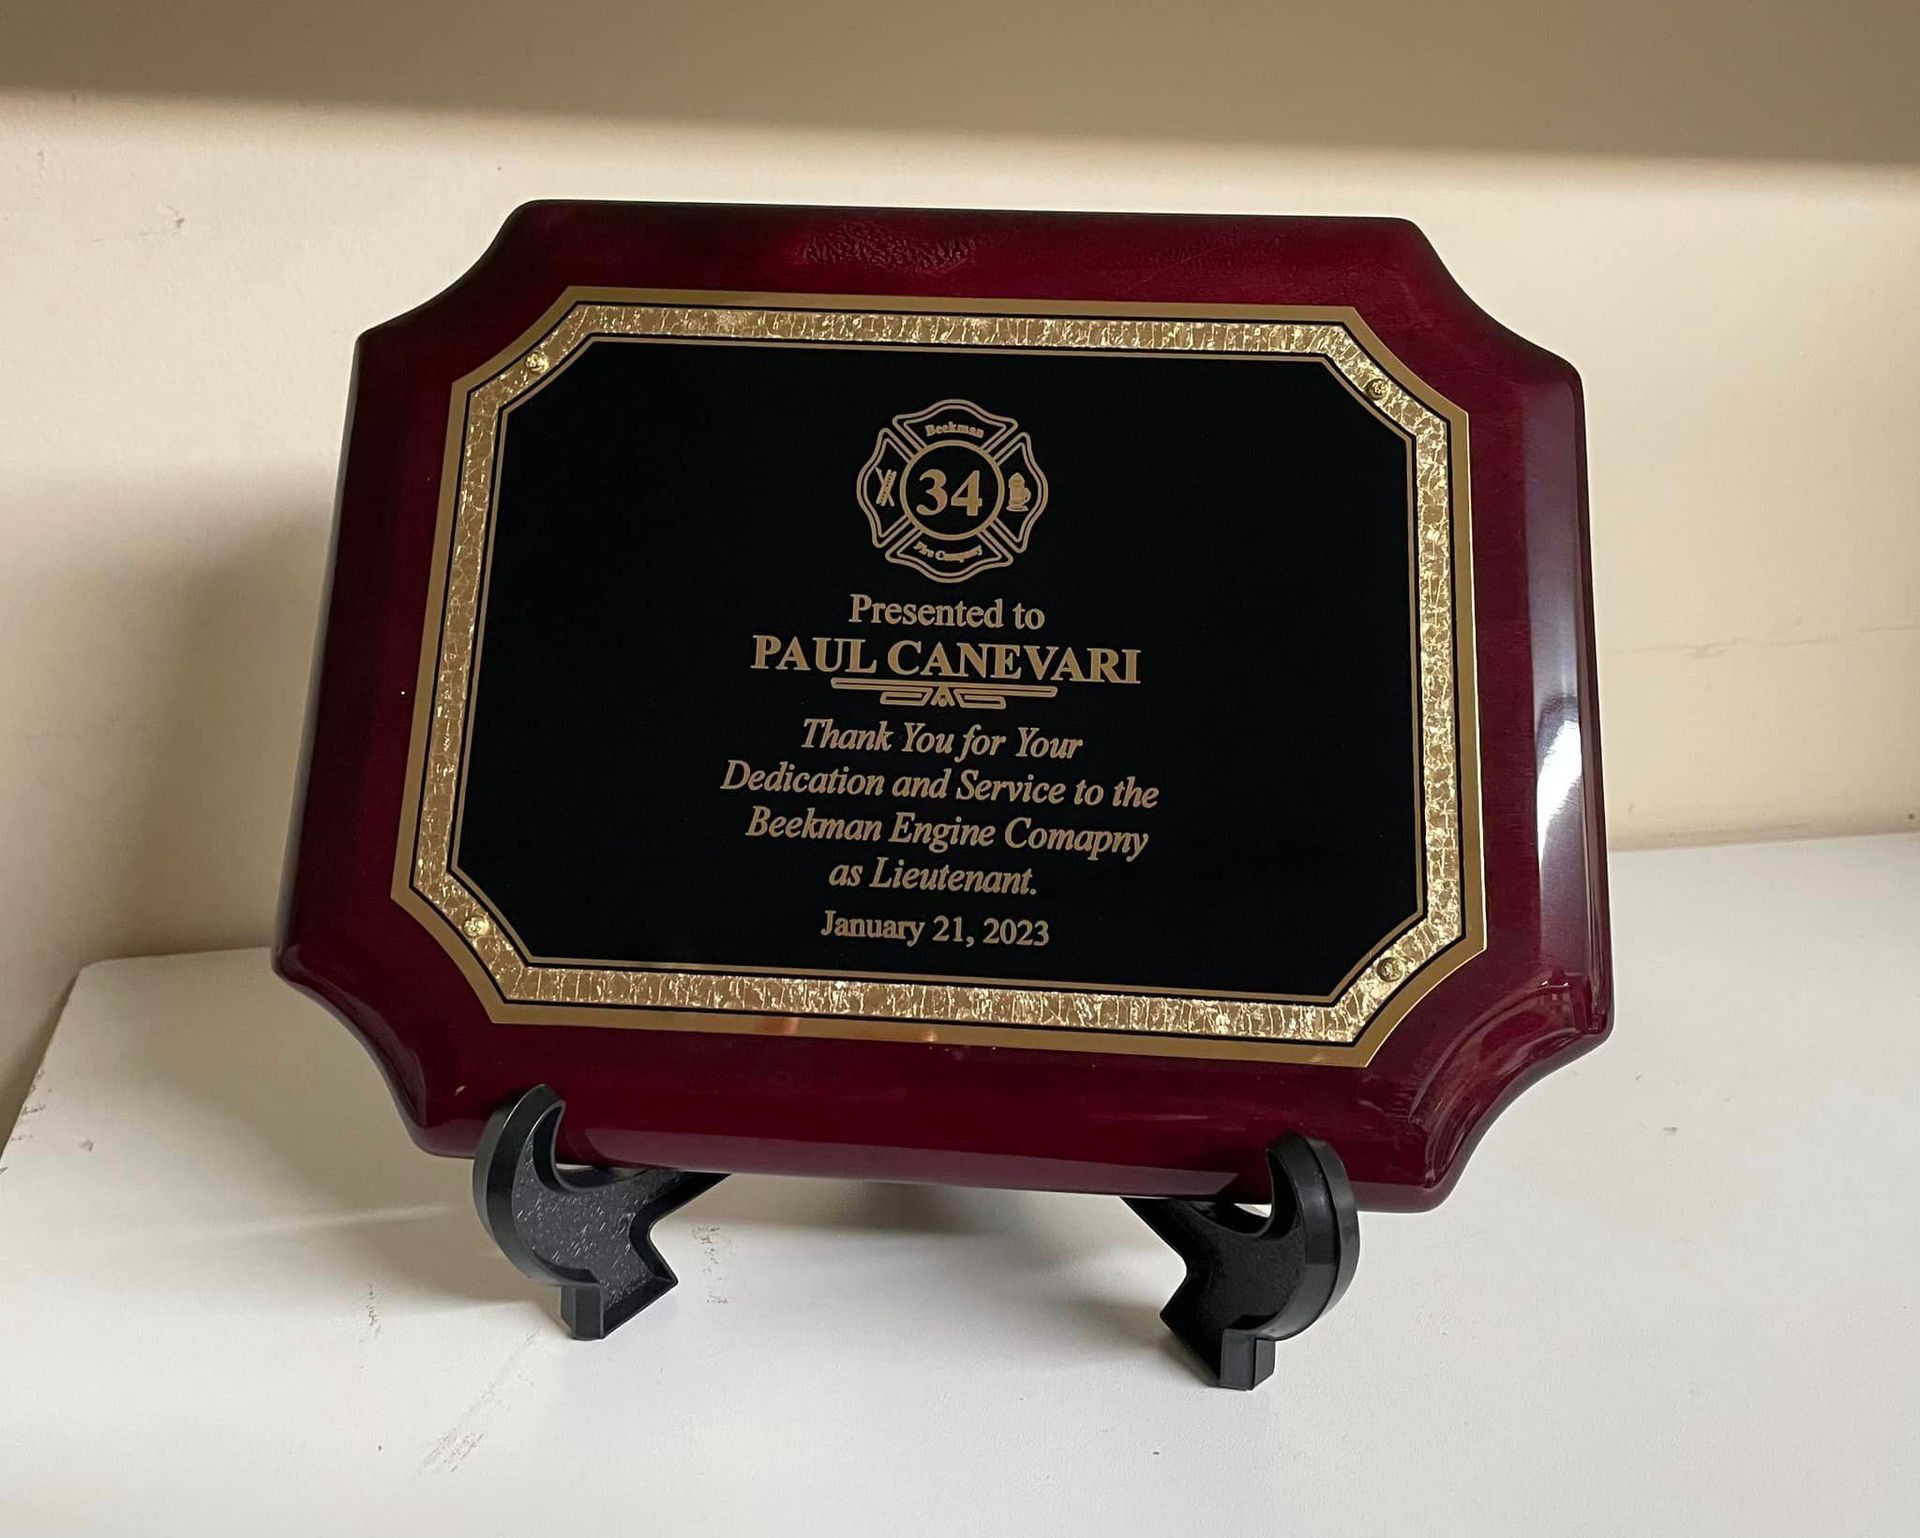 Beekman
34
Fire Company
Presented to
PAUL CANEVARI
Thank You for Your
Dedication and Service to the
Beekman Engine Comapny
as Lieutenant.
January 21, 2023